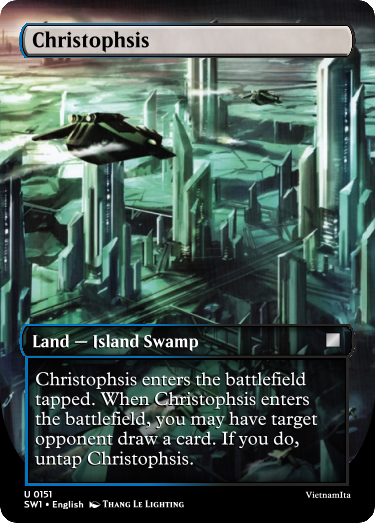 Christophsis
Land — Island Swamp
Christophsis enters the battlefield
tapped. When Christophsis enters
the battlefield, you may have target
opponent draw a card. If you do,
untap Christophsis.
U 0151
SW1 • English Thang Le Lighting
VietnamIta